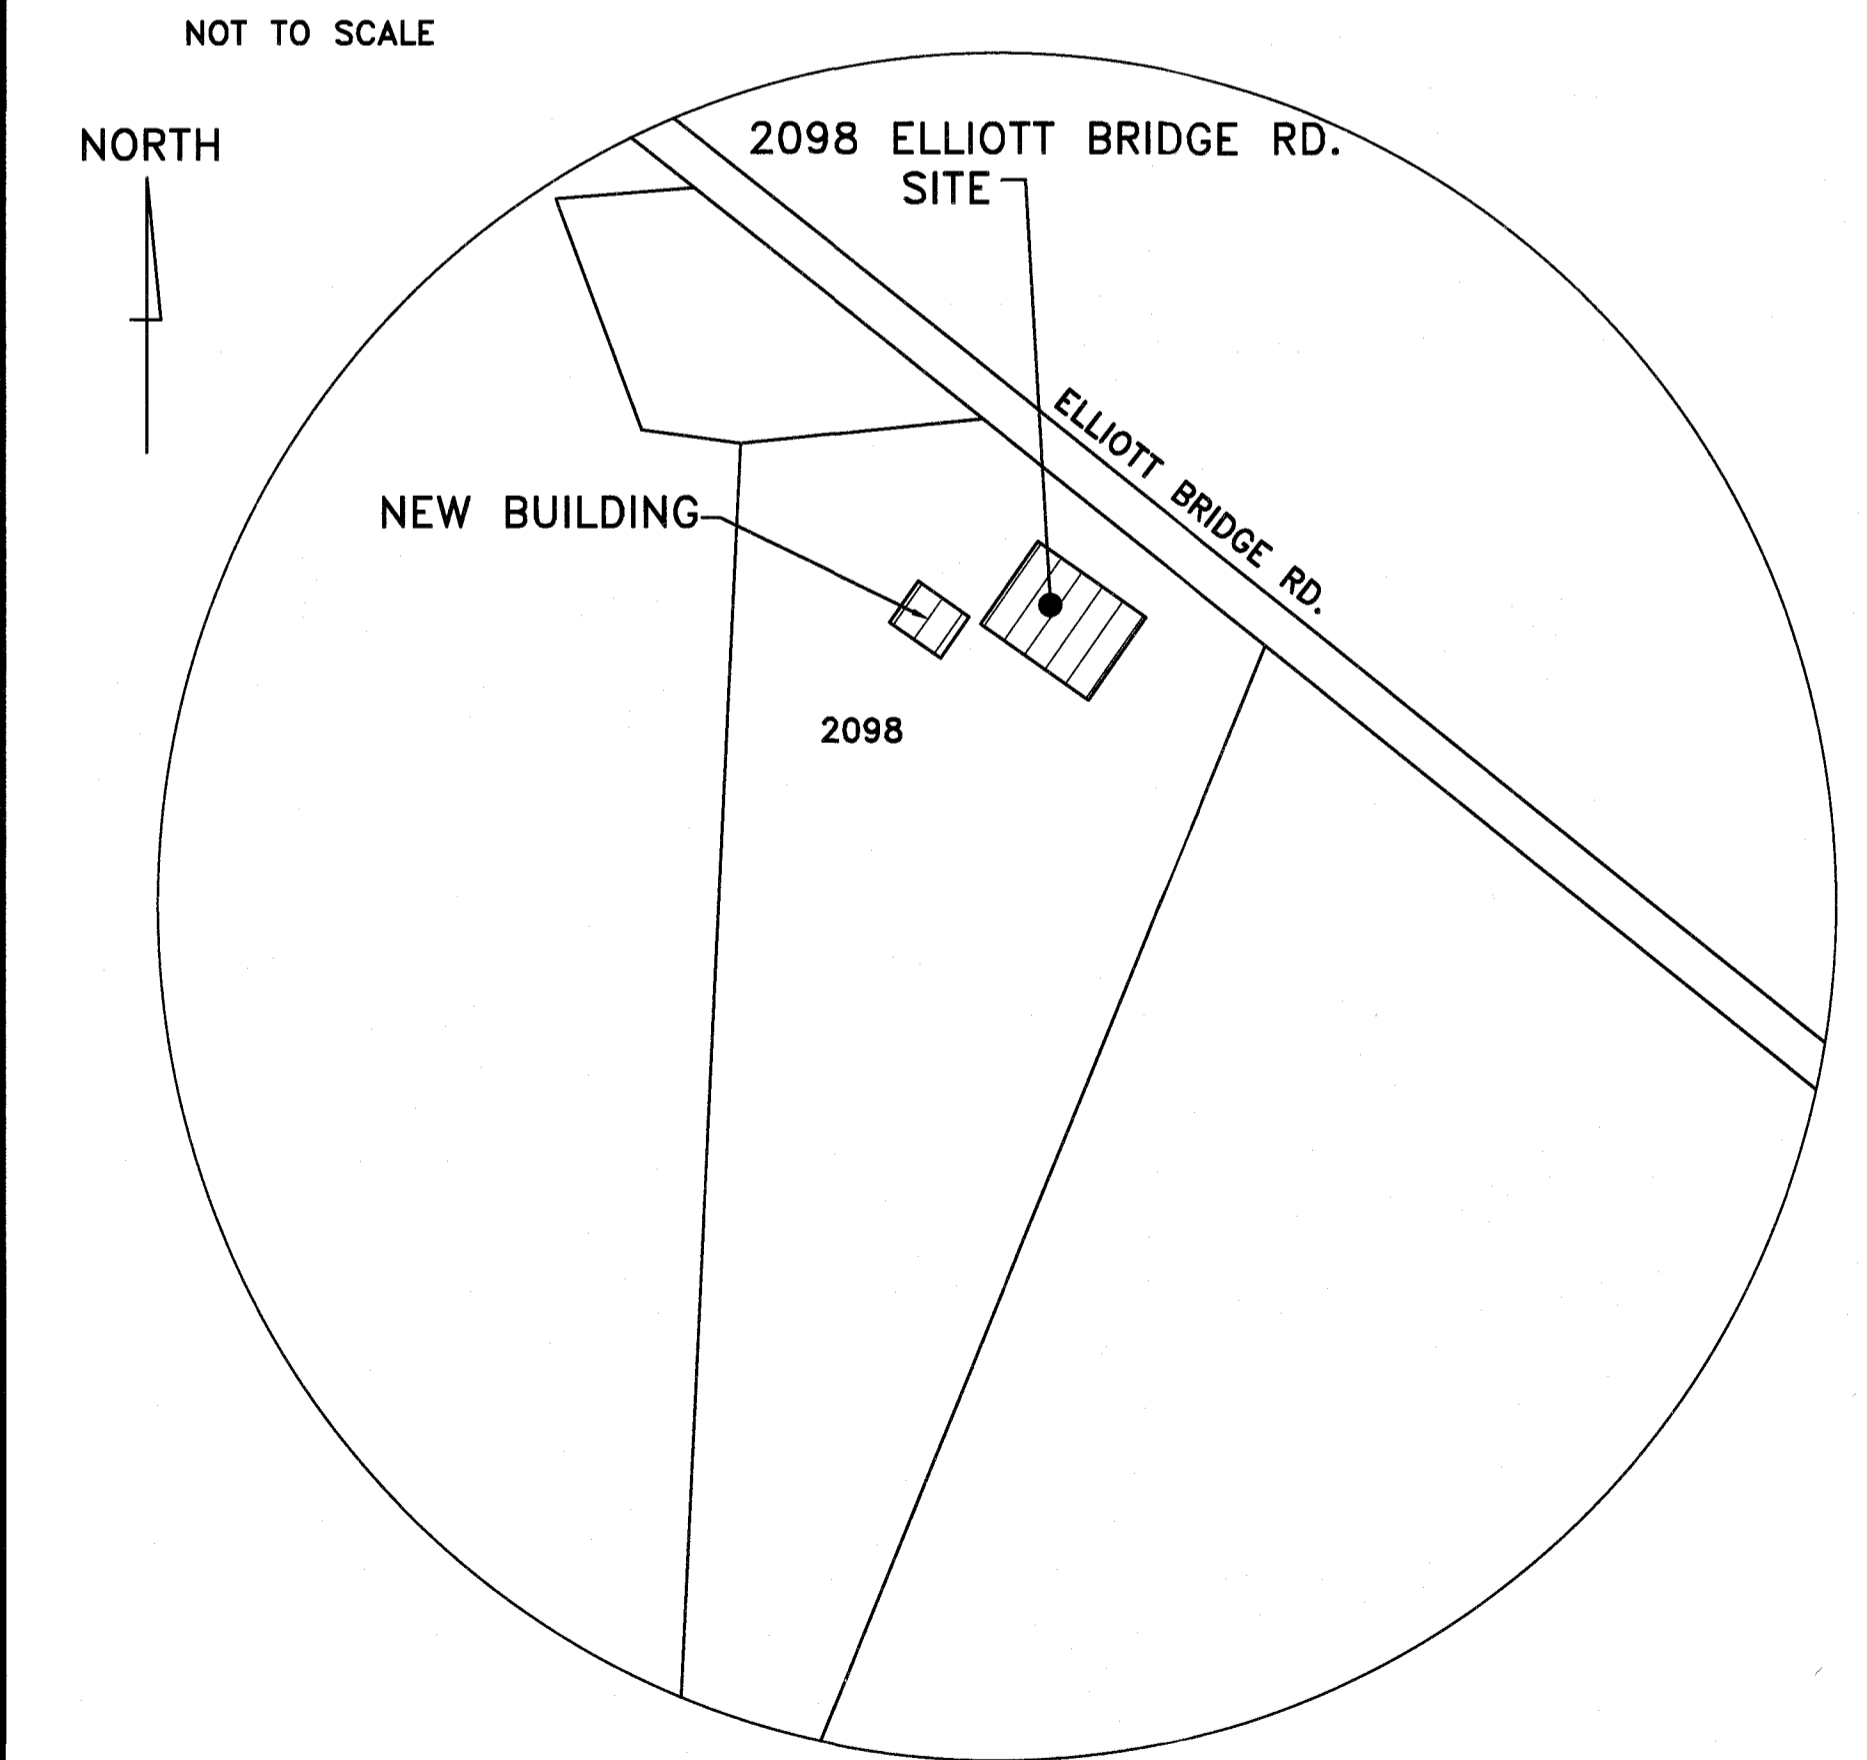 NOT TO SCALE
NORTH
2098 ELLIOTT BRIDGE RD.
SITE
ELLIOTT BRIDGE RD.
NEW BUILDING
2098